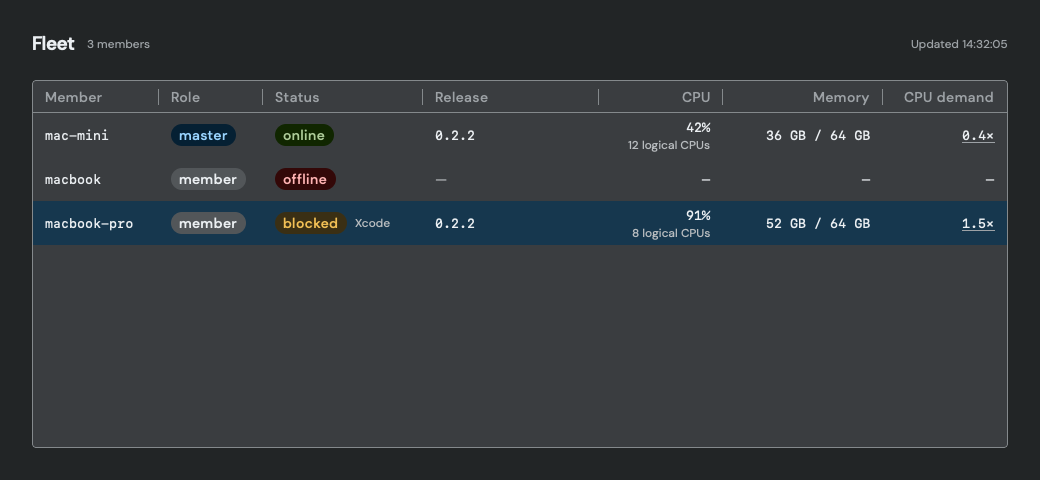 Fleet 3 members Updated 14:32:05
Member Role Status Release CPU Memory CPU demand
mac-mini master online 0.2.2 42% 36 GB / 64 GB 0.4×
12 logical CPUs
macbook member offline — — — —
macbook-pro member blocked Xcode 0.2.2 91% 52 GB / 64 GB 1.5×
8 logical CPUs